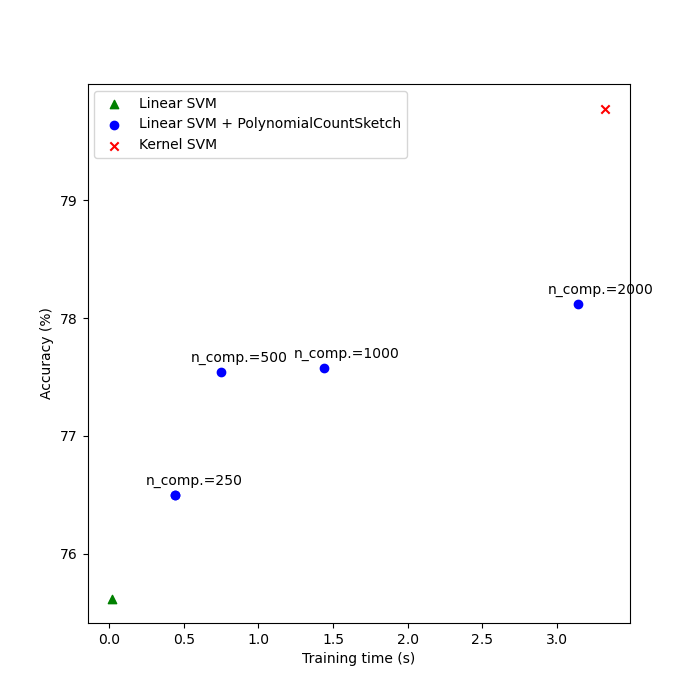 Linear SVM
Linear SVM + PolynomialCountSketch
Kernel SVM
79
78
77
76
Accuracy (%)
n_comp.=2000
n_comp.=500
n_comp.=1000
n_comp.=250
0.0
0.5
1.0
1.5
2.0
2.5
3.0
Training time (s)